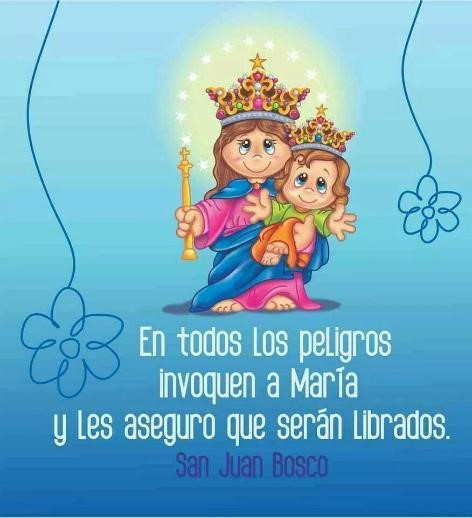 En todos los peligros
invoquen a María
y les aseguro que serán librados.
San Juan Bosco